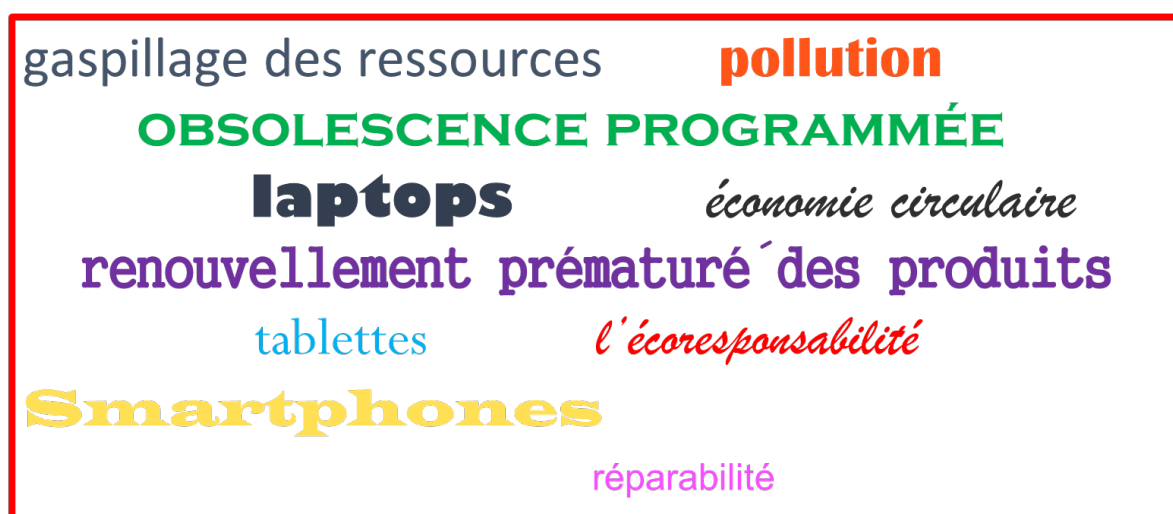 gaspillage des ressources pollution
OBSOLESCENCE PROGRAMMÉE
laptops économie circulaire
renouvellement prématuré´des produits
tablettes l'écoresponsabilité
Smartphones
réparabilité